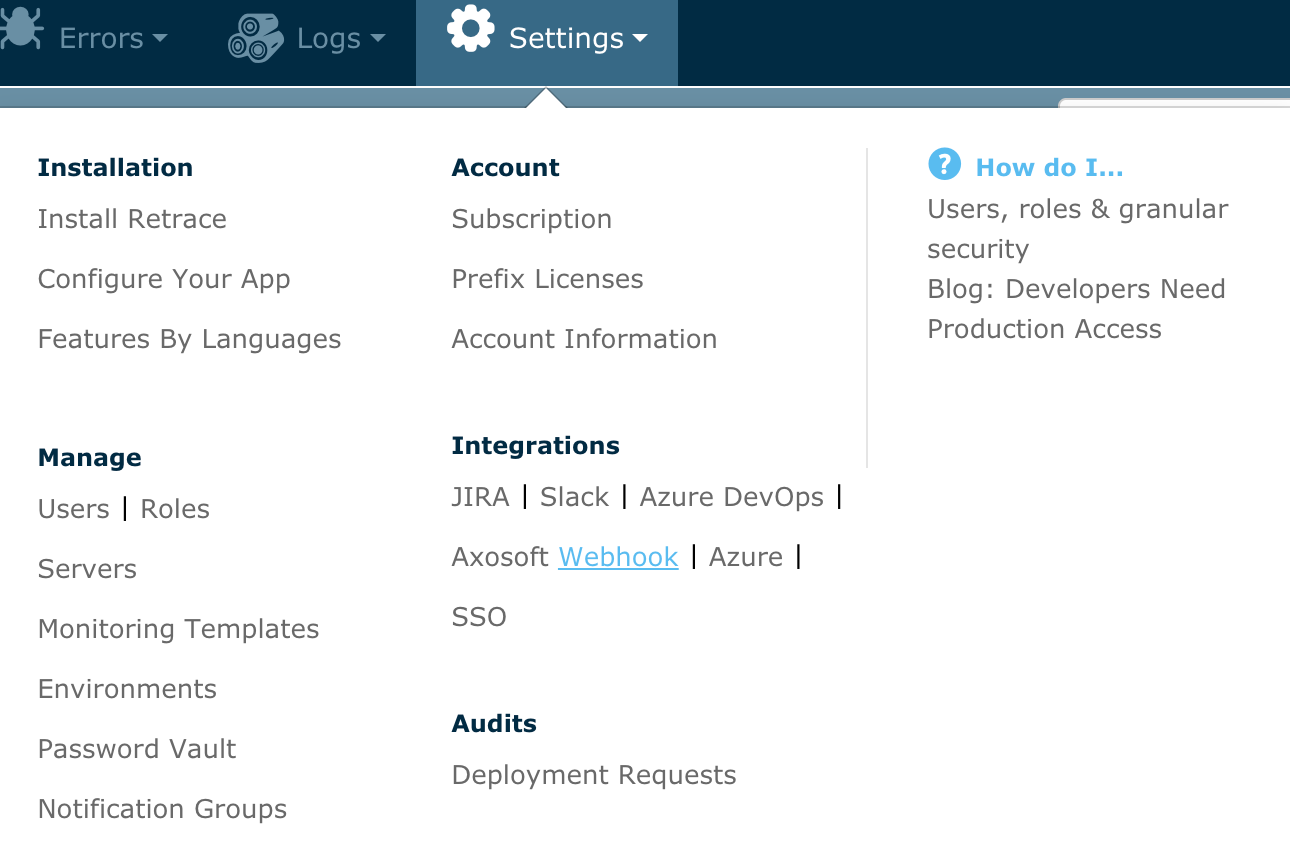 Errors
Logs
Settings
Installation
Install Retrace
Configure Your App
Features By Languages
Manage
Users | Roles
Servers
Monitoring Templates
Environments
Password Vault
Notification Groups
Account
Subscription
Prefix Licenses
Account Information
Integrations
JIRA | Slack | Azure DevOps |
Axosoft Webhook | Azure |
SSO
Audits
Deployment Requests
? How do I...
Users, roles & granular
security
Blog: Developers Need
Production Access